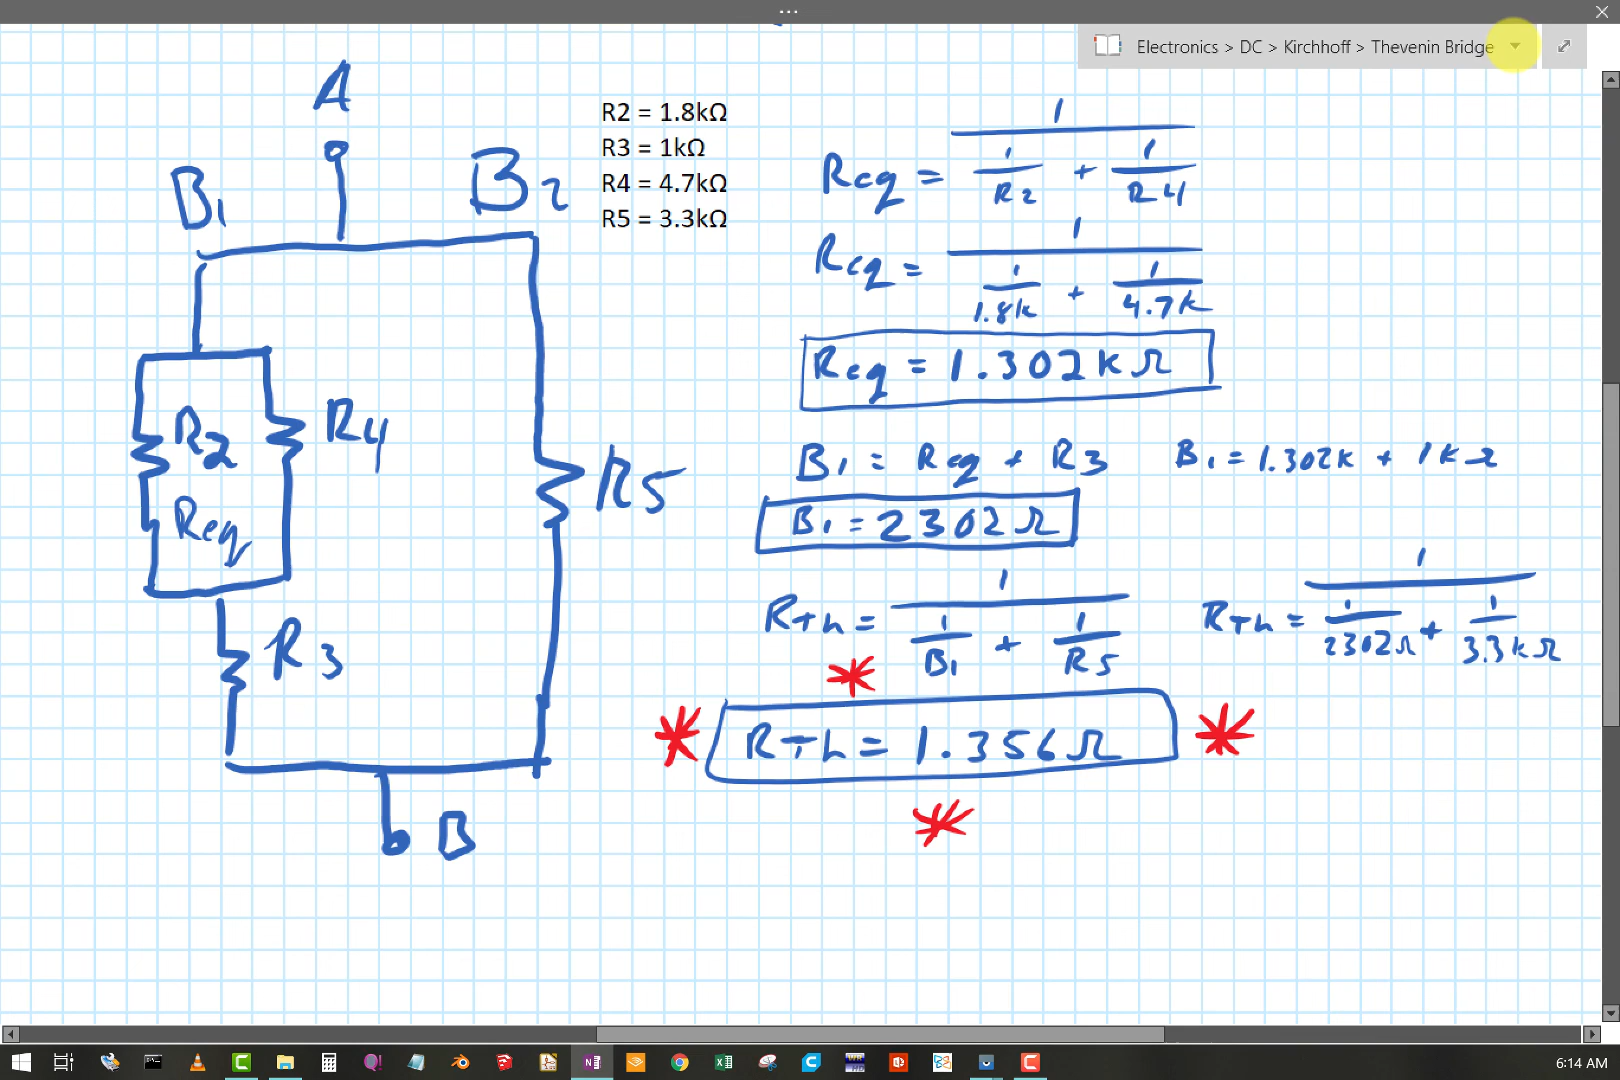 Electronics > DC > Kirchhoff > Thevenin Bridge
A
B1
B2
R2 = 1.8kΩ
R3 = 1kΩ
R4 = 4.7kΩ
R5 = 3.3kΩ
R2
R4
Req
R5
R3
B
Req = 1 / (1/R2 + 1/R4)
Req = 1 / (1/1.8k + 1/4.7k)
Req = 1.302kΩ
B1 = Req + R3
B1 = 1.302k + 1kΩ
B1 = 2302Ω
RTh = 1 / (1/B1 + 1/R5)
RTh = 1 / (1/2302Ω + 1/3.3kΩ)
RTh = 1.356Ω
6:14 AM